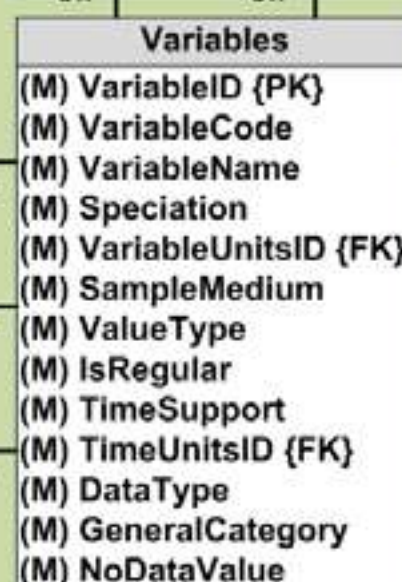 Variables
(M) VariableID {PK}
(M) VariableCode
(M) VariableName
(M) Speciation
(M) VariableUnitsID {FK}
(M) SampleMedium
(M) ValueType
(M) IsRegular
(M) TimeSupport
(M) TimeUnitsID {FK}
(M) DataType
(M) GeneralCategory
(M) NoDataValue